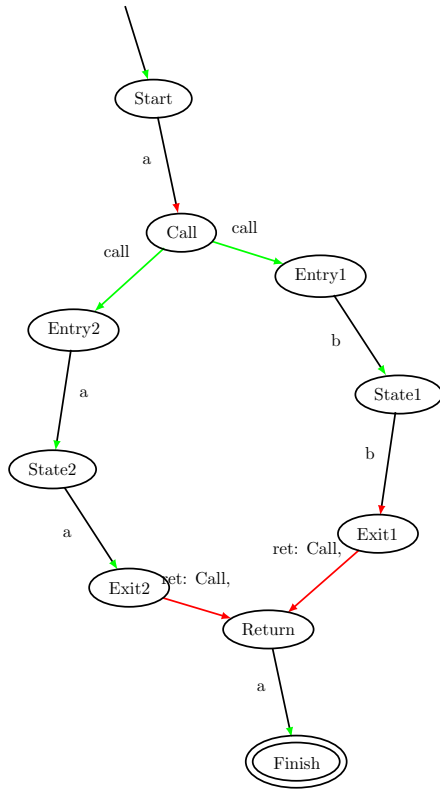 Start
a
Call
call
call
Entry1
Entry2
b
a
State1
b
State2
a
Exit1
ret: Call,
Exit2
ret: Call,
Return
a
Finish